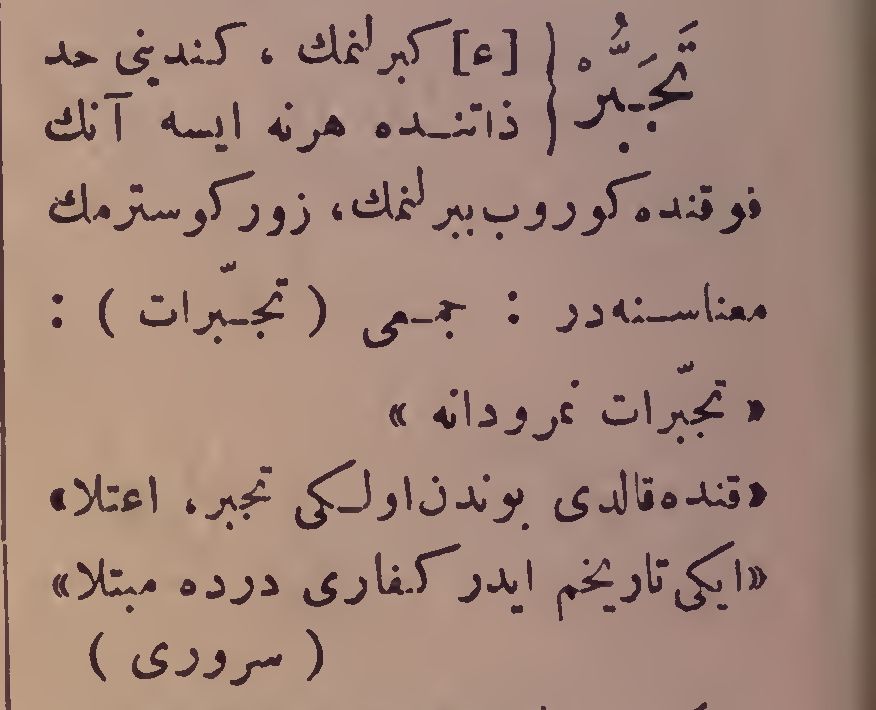 تَجَبُّرْ { [ع] كبرلنمك ، كندينى حد
ذاتنده هرنه ايسه آنك
فوقنده كوروب ببرلنمك، زور كوسترمك
معناسنه‌در : جمعى ( تجبّرات ) :
« تجبّرات نمرودانه »
«قنده قالدى بوندن اولكى تجبر، اعتلا»
«ايكى تاريخم ايدر كفارى درده مبتلا»
( سرورى )